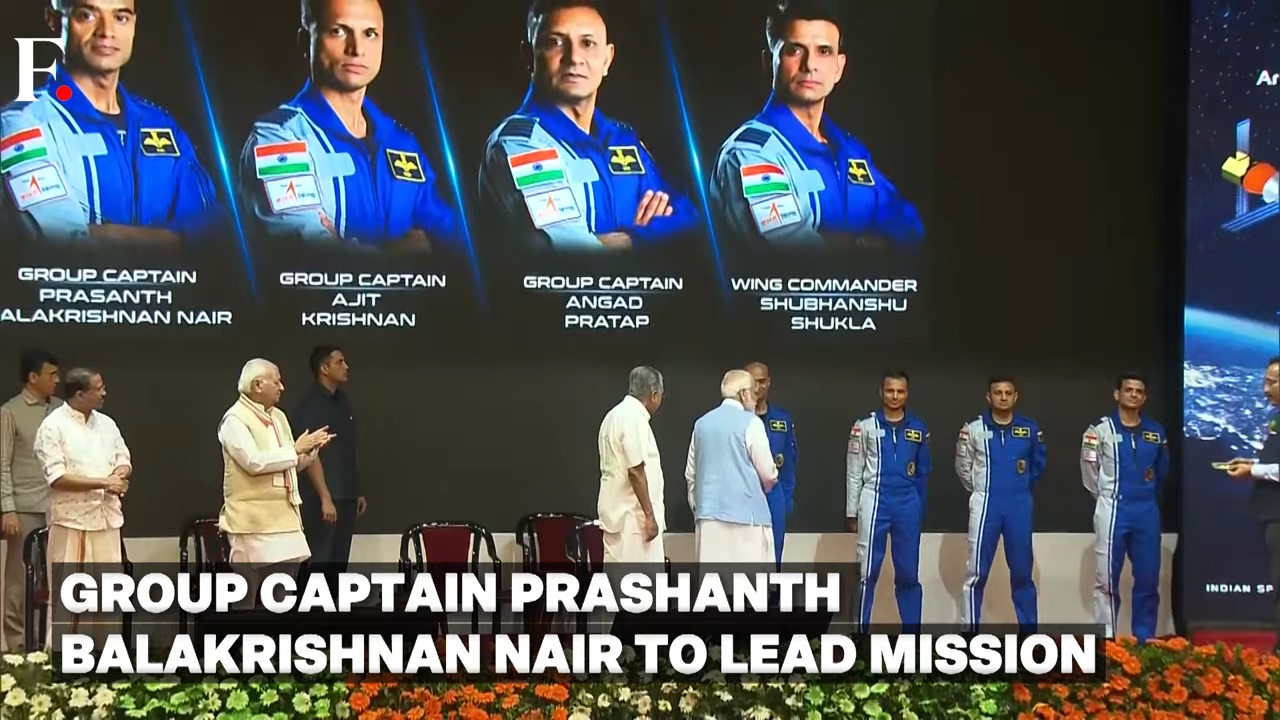 F.
Ar
GROUP CAPTAIN
PRASANTH
ALAKRISHNAN NAIR
GROUP CAPTAIN
AJIT
KRISHNAN
GROUP CAPTAIN
ANGAD
PRATAP
WING COMMANDER
SHUBHANSHU
SHUKLA
INDIAN SP
GROUP CAPTAIN PRASHANTH
BALAKRISHNAN NAIR TO LEAD MISSION